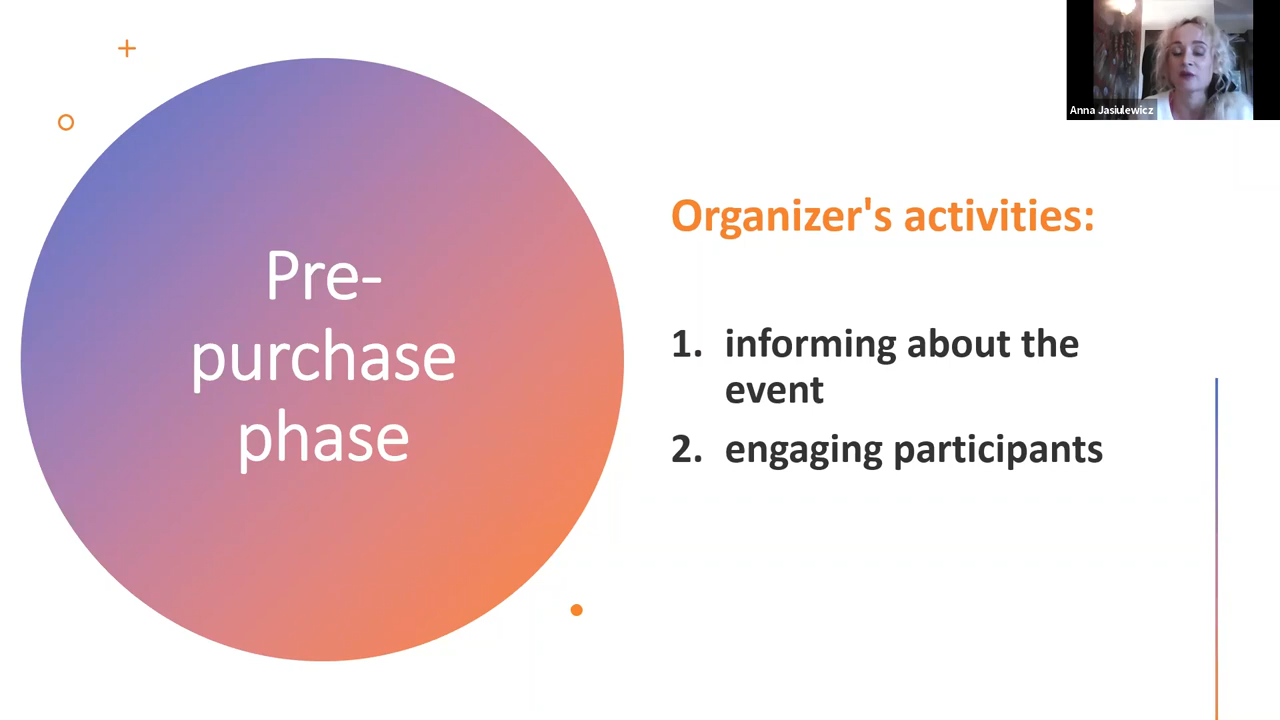 Anna Jasiulewicz
Pre-
purchase
phase
Organizer's activities:
1. informing about the
event
2. engaging participants